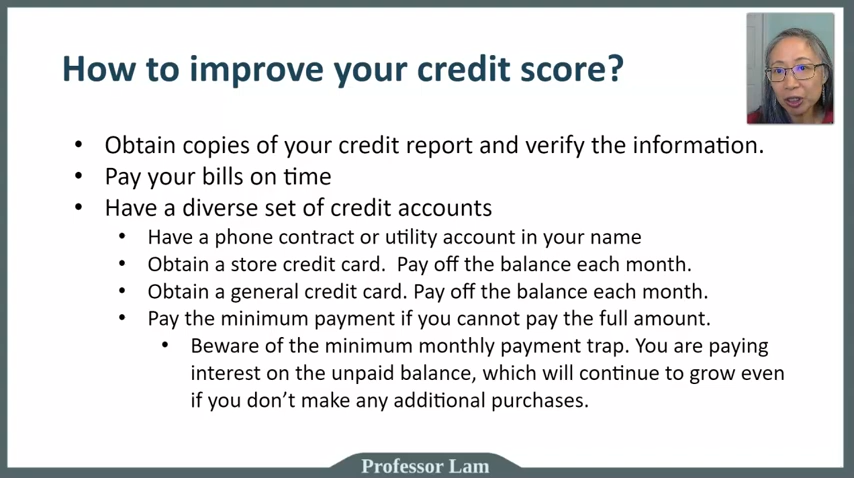 How to improve your credit score?
• Obtain copies of your credit report and verify the information.
• Pay your bills on time
• Have a diverse set of credit accounts
• Have a phone contract or utility account in your name
• Obtain a store credit card.  Pay off the balance each month.
• Obtain a general credit card. Pay off the balance each month.
• Pay the minimum payment if you cannot pay the full amount.
• Beware of the minimum monthly payment trap. You are paying
interest on the unpaid balance, which will continue to grow even
if you don’t make any additional purchases.
Professor Lam